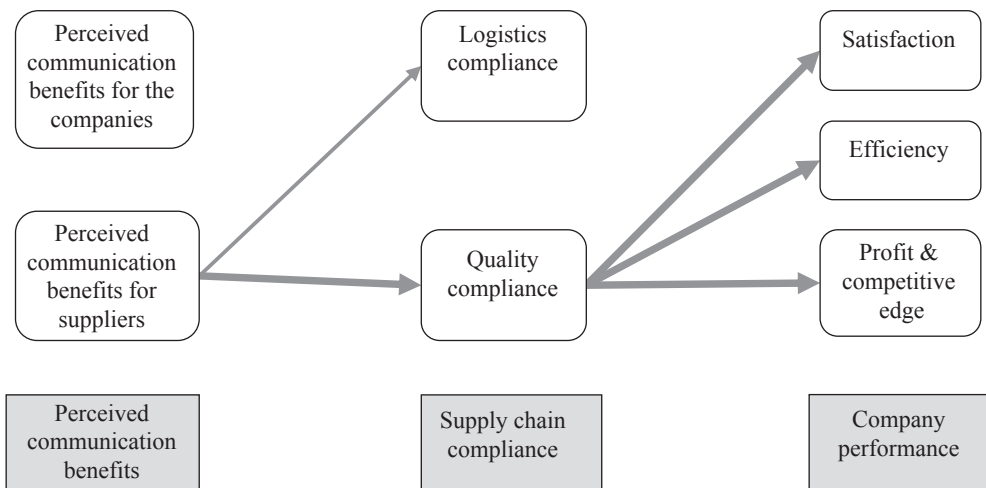 Perceived
communication
benefits for the
companies
Logistics
compliance
Satisfaction
Efficiency
Perceived
communication
benefits for
suppliers
Quality
compliance
Profit &
competitive
edge
Perceived
communication
benefits
Supply chain
compliance
Company
performance